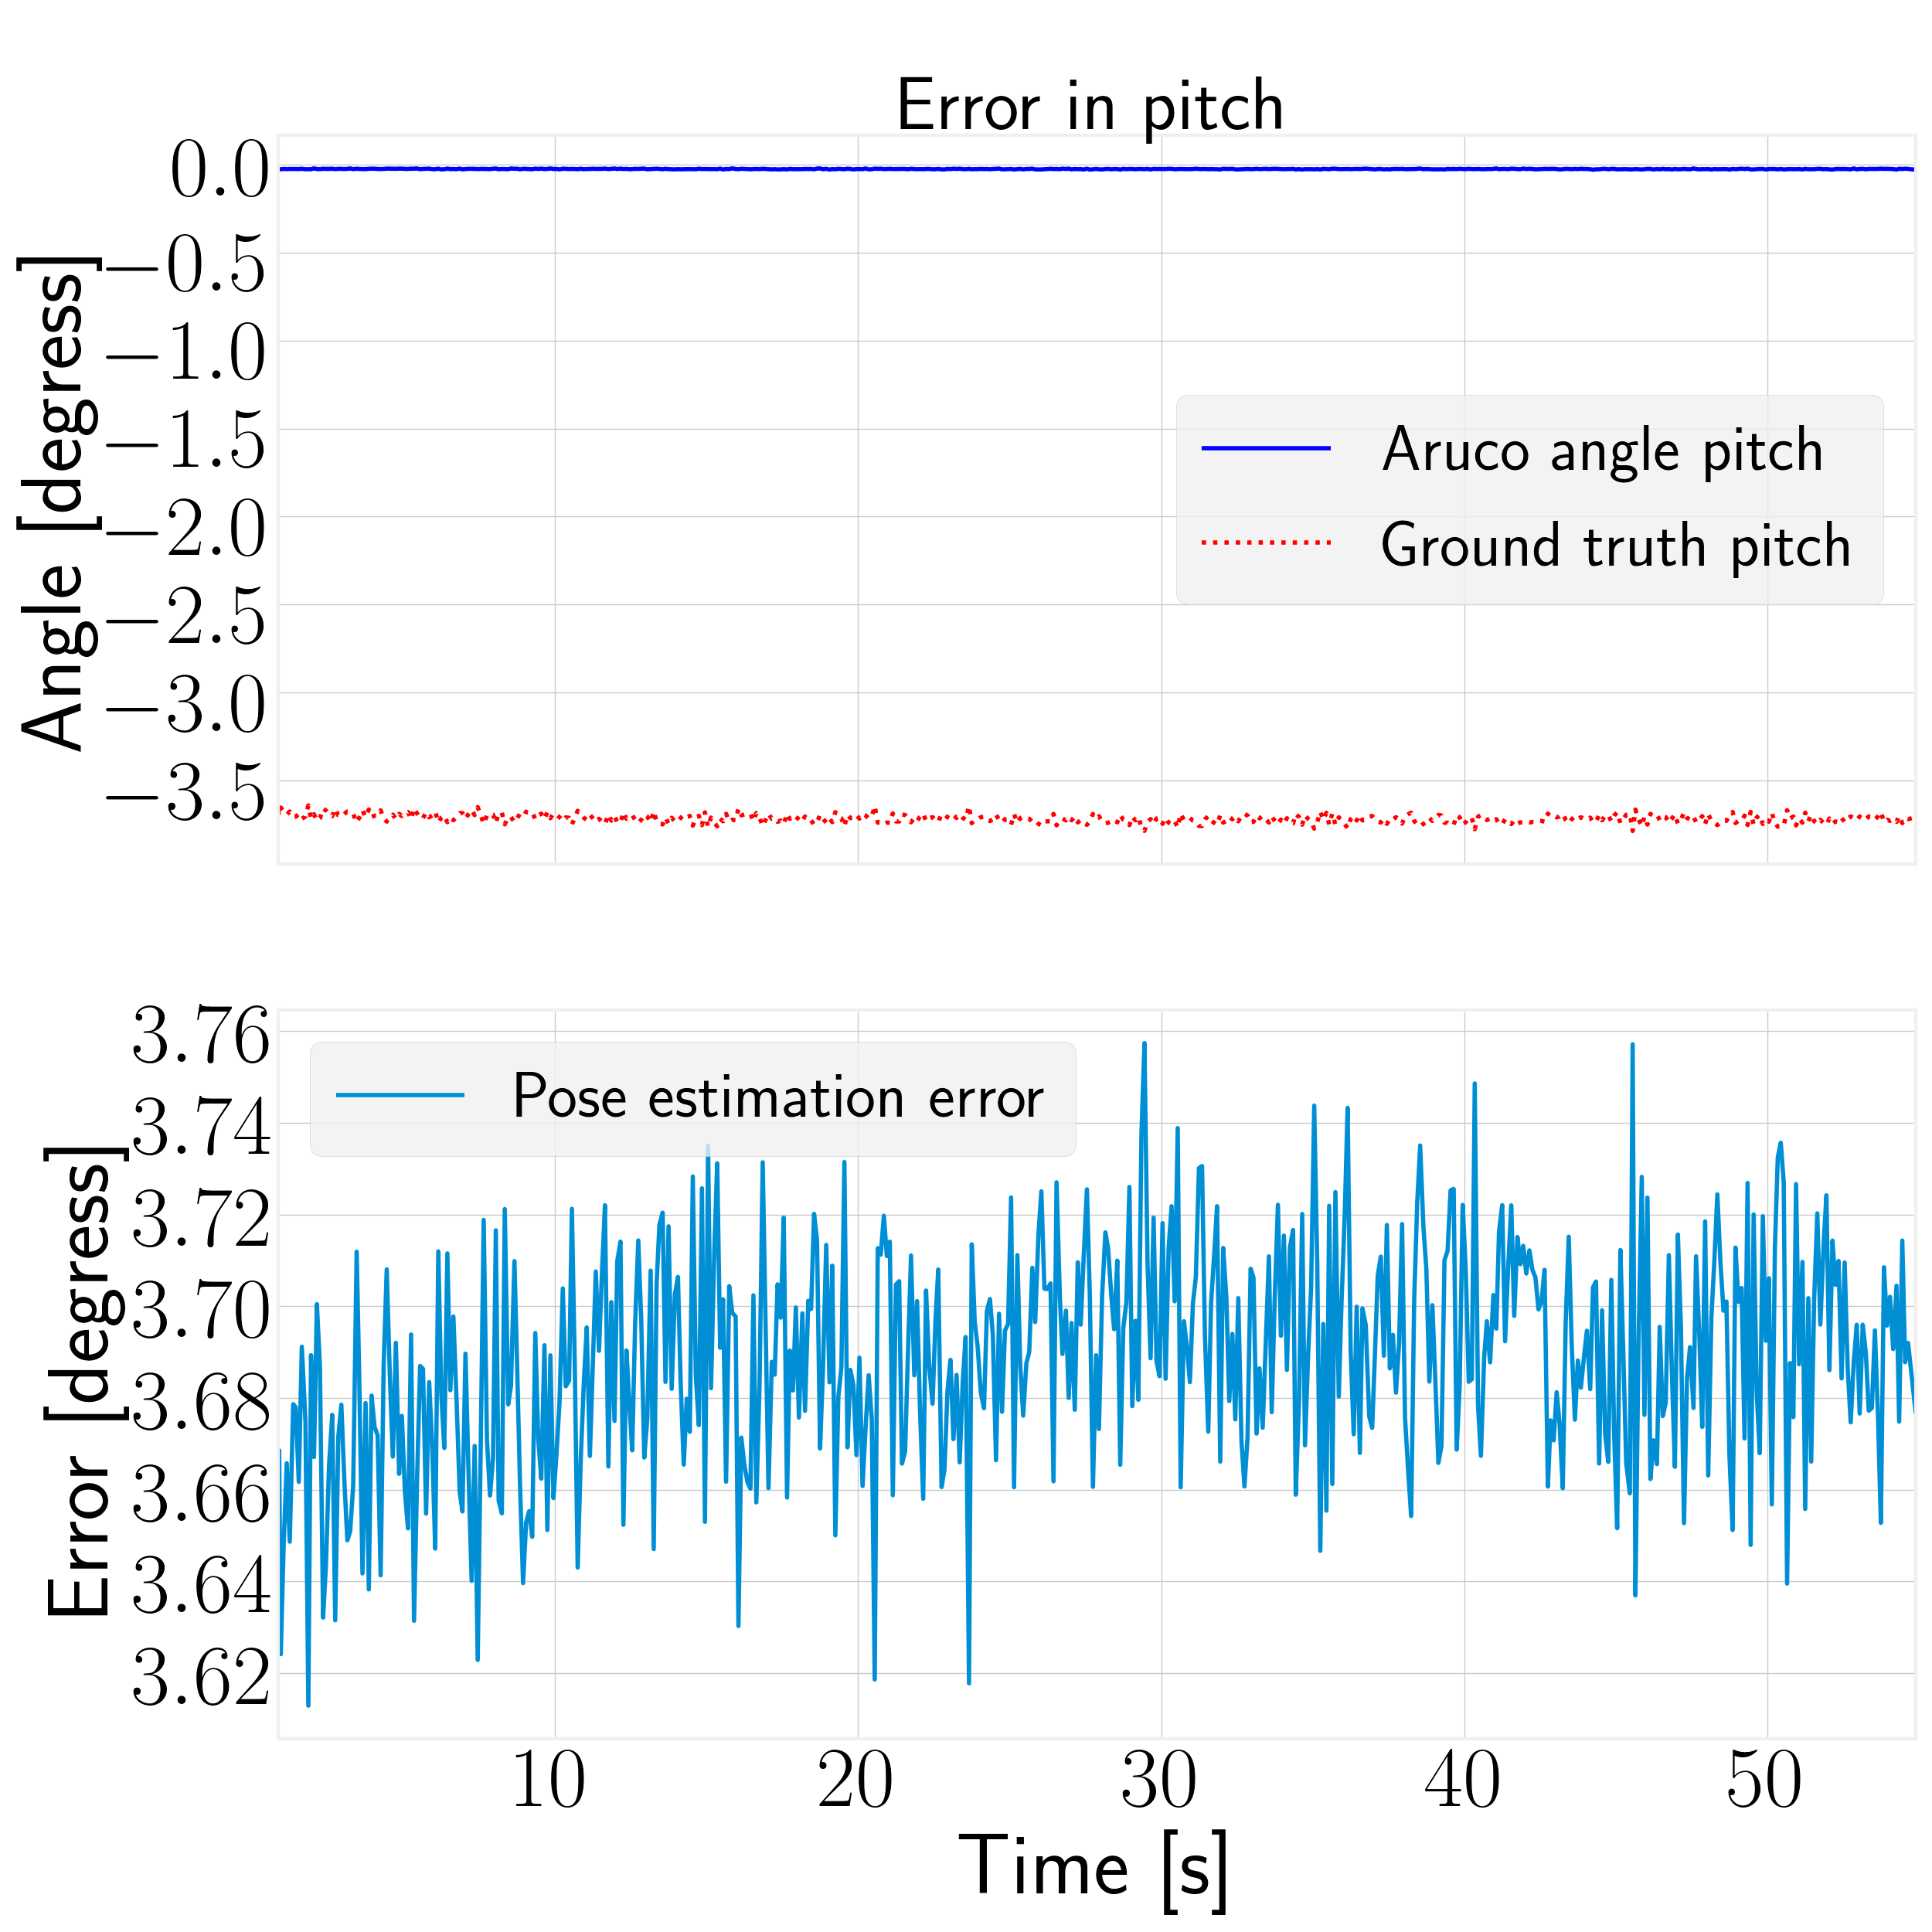 Error in pitch
Angle [degress]
0.0
−0.5
−1.0
−1.5
−2.0
−2.5
−3.0
−3.5
Aruco angle pitch
Ground truth pitch
Error [degress]
3.76
3.74
3.72
3.70
3.68
3.66
3.64
3.62
Pose estimation error
10 20 30 40 50
Time [s]